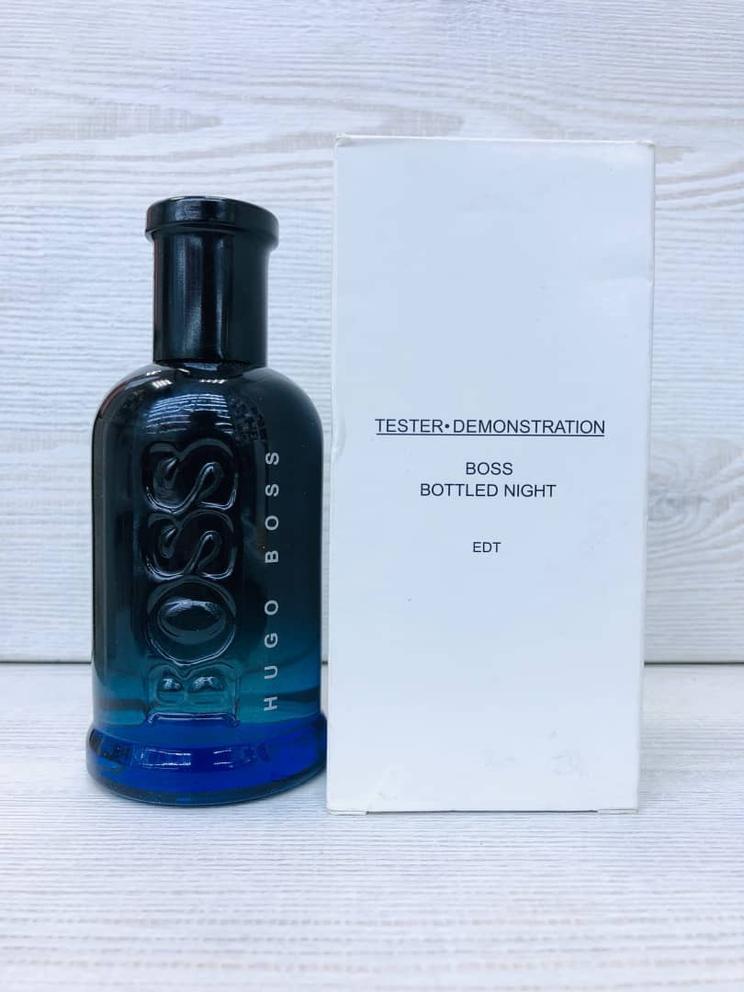 BOSS
HUGO BOSS
TESTER•DEMONSTRATION
BOSS
BOTTLED NIGHT
EDT